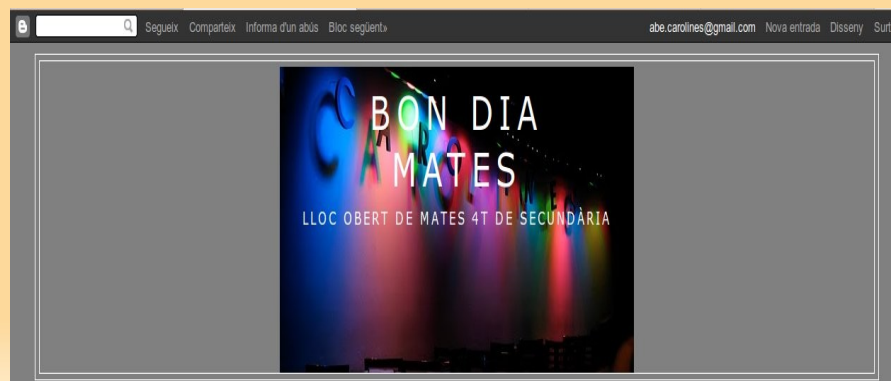 Segueix Comparteix Informa d'un abús Bloc següent» abe.carolines@gmail.com Nova entrada Disseny Surt
BON DIA
MATES
LLOC OBERT DE MATES 4T DE SECUNDÀRIA